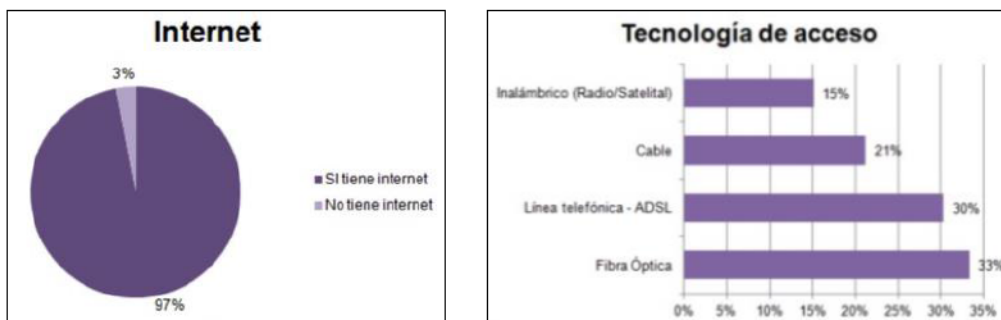 Internet
3%
SI tiene internet
No tiene internet
97%
Tecnología de acceso
Inalámbrico (Radio/Satelital)
15%
Cable
21%
Línea telefónica - ADSL
30%
Fibra Óptica
33%
0% 5% 10% 15% 20% 25% 30% 35%